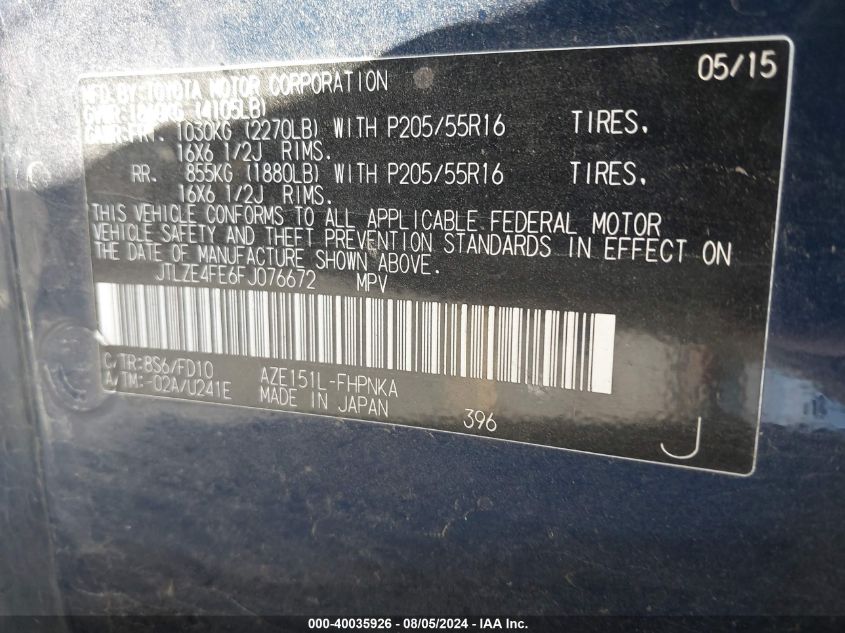 MFD BY TOYOTA MOTOR CORPORATION 05/15
(4105LB)
FRT. 1030KG (2270LB) WITH P205/55R16 TIRES.
16X6 1/2J RIMS.
RR. 855KG (1880LB) WITH P205/55R16 TIRES.
16X6 1/2J RIMS.
THIS VEHICLE CONFORMS TO ALL APPLICABLE FEDERAL MOTOR
VEHICLE SAFETY AND THEFT PREVENTION STANDARDS IN EFFECT ON
THE DATE OF MANUFACTURE SHOWN ABOVE.
JTLZE4FE6FJ076672 MPV
C/TR:8S6/FD10 AZE151L-FHPNKA
A/TM:-02A/U241E MADE IN JAPAN
396
J
000-40035926 - 08/05/2024 - IAA Inc.